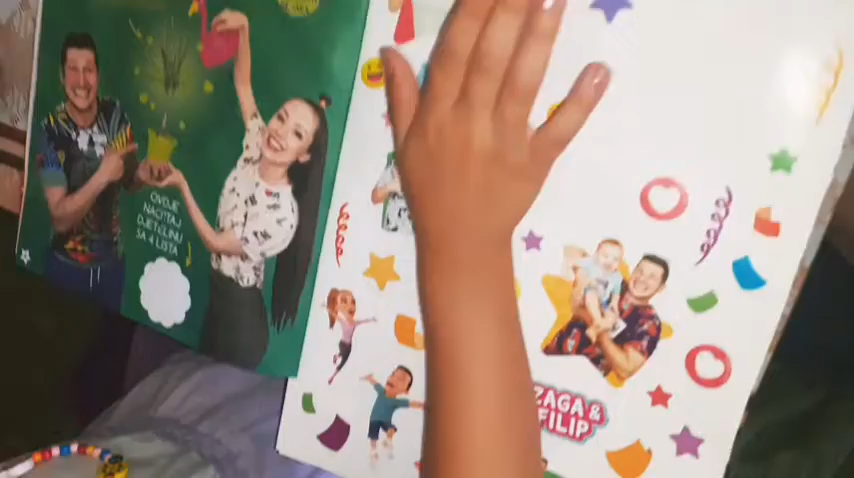 OVDJE
NACRTAJ
DJETELINU
SA 4 LISTA
ZAGA &
FILIP